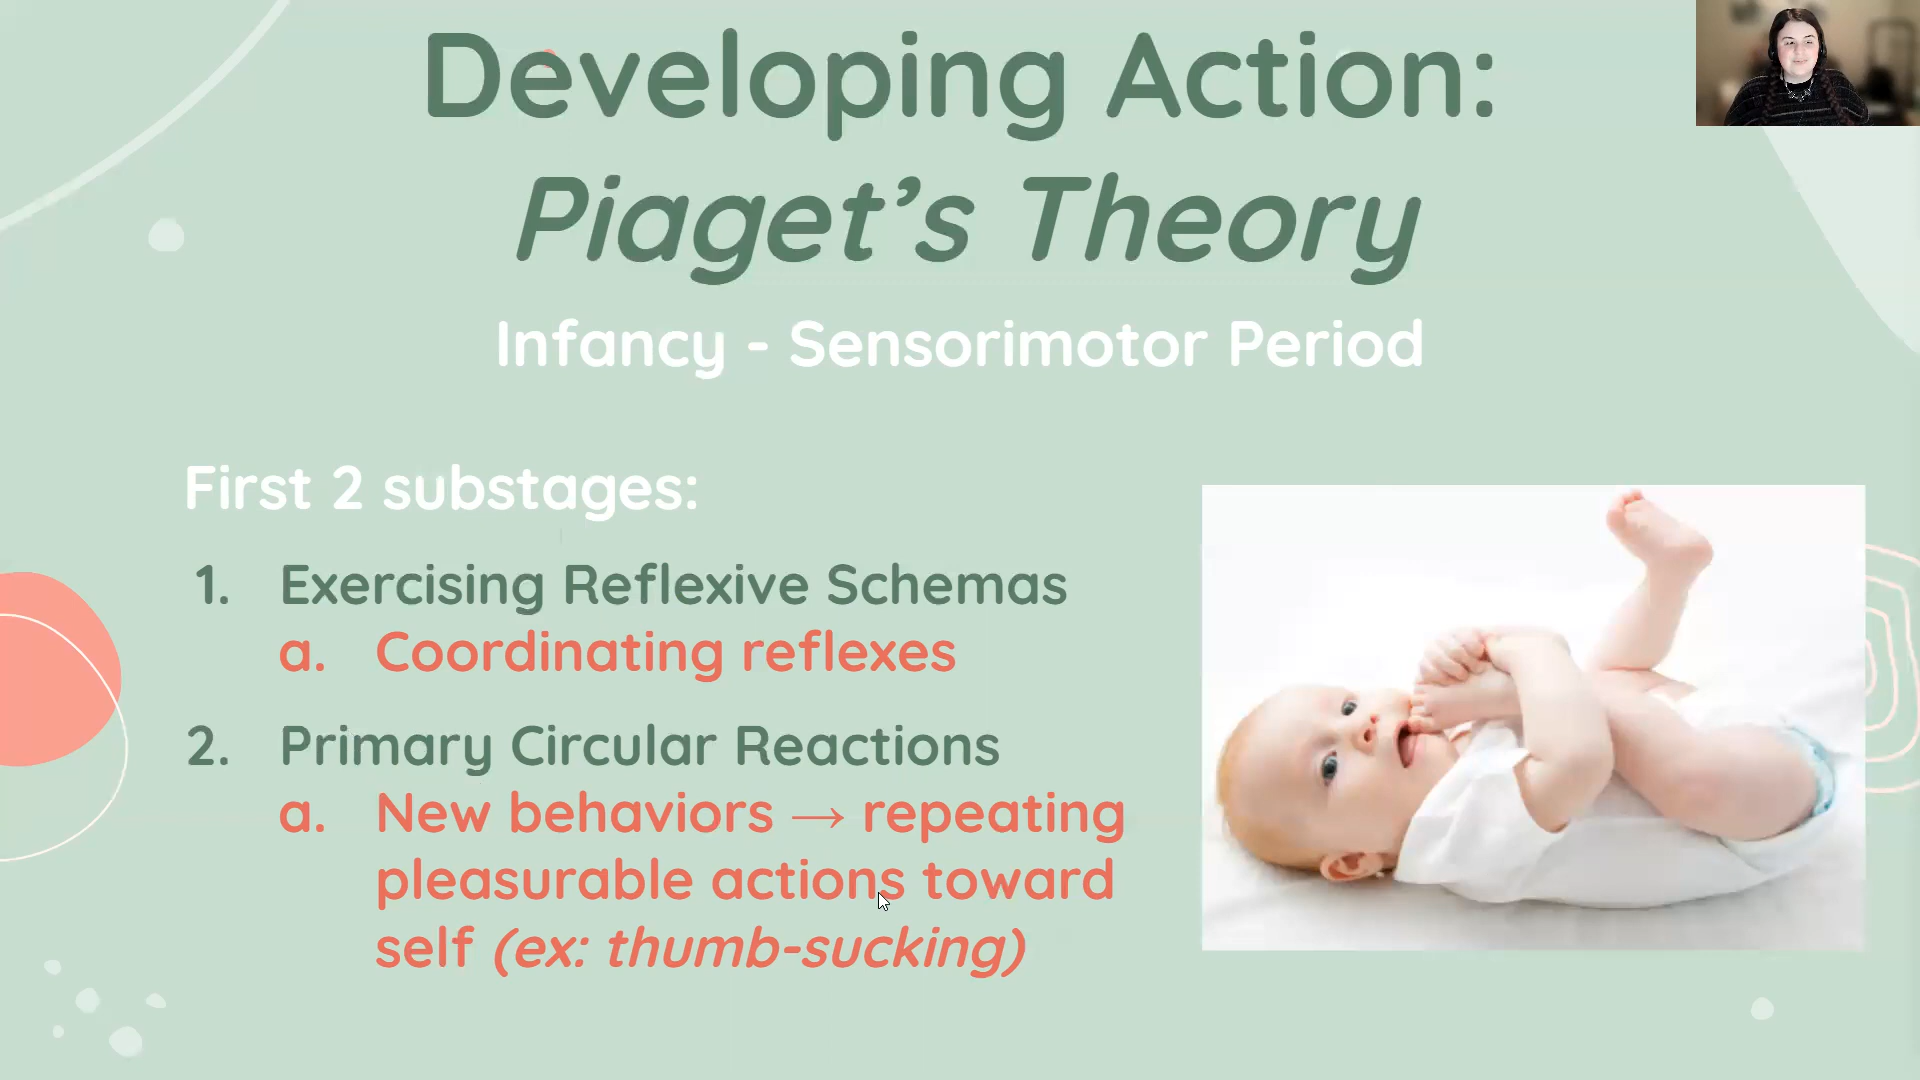 Developing Action:
Piaget’s Theory
Infancy - Sensorimotor Period
First 2 substages:
1. Exercising Reflexive Schemas
a. Coordinating reflexes
2. Primary Circular Reactions
a. New behaviors → repeating
pleasurable actions toward
self (ex: thumb-sucking)